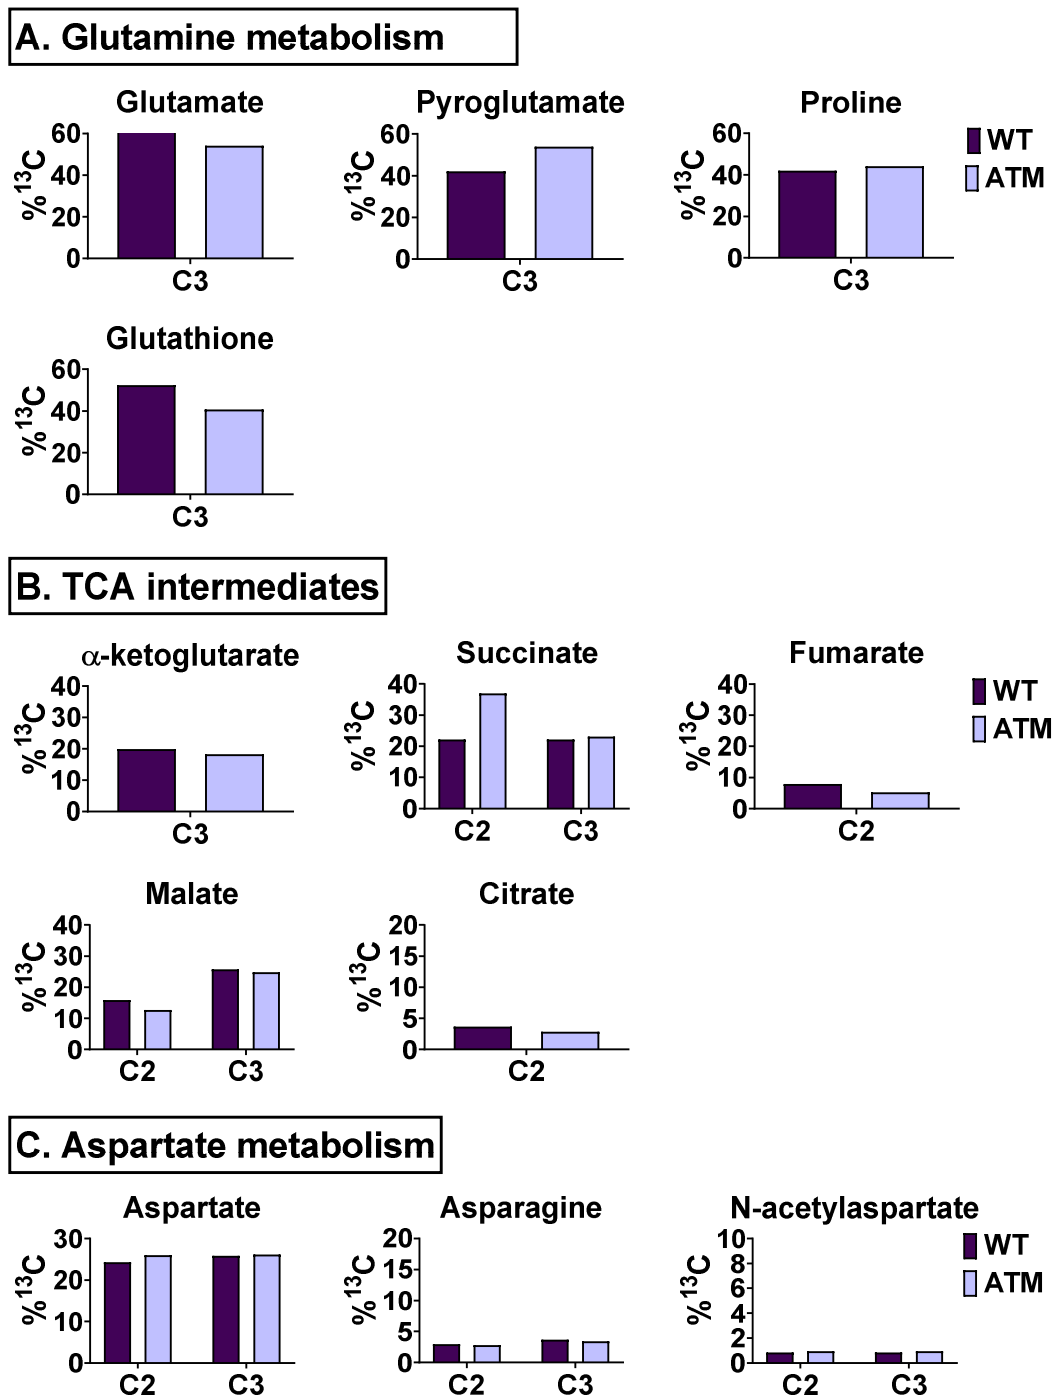 A. Glutamine metabolism
Glutamate
60
40
20
0
%13C
C3
Pyroglutamate
60
40
20
0
%13C
C3
Proline
60
40
20
0
%13C
C3
WT
ATM
Glutathione
60
40
20
0
%13C
C3
B. TCA intermediates
α-ketoglutarate
40
30
20
10
0
%13C
C3
Succinate
40
30
20
10
0
%13C
C2 C3
Fumarate
40
30
20
10
0
%13C
C2
WT
ATM
Malate
40
30
20
10
0
%13C
C2 C3
Citrate
20
15
10
5
0
%13C
C2
C. Aspartate metabolism
Aspartate
30
20
10
0
%13C
C2 C3
Asparagine
20
15
10
5
0
%13C
C2 C3
N-acetylaspartate
10
8
6
4
2
0
%13C
C2 C3
WT
ATM